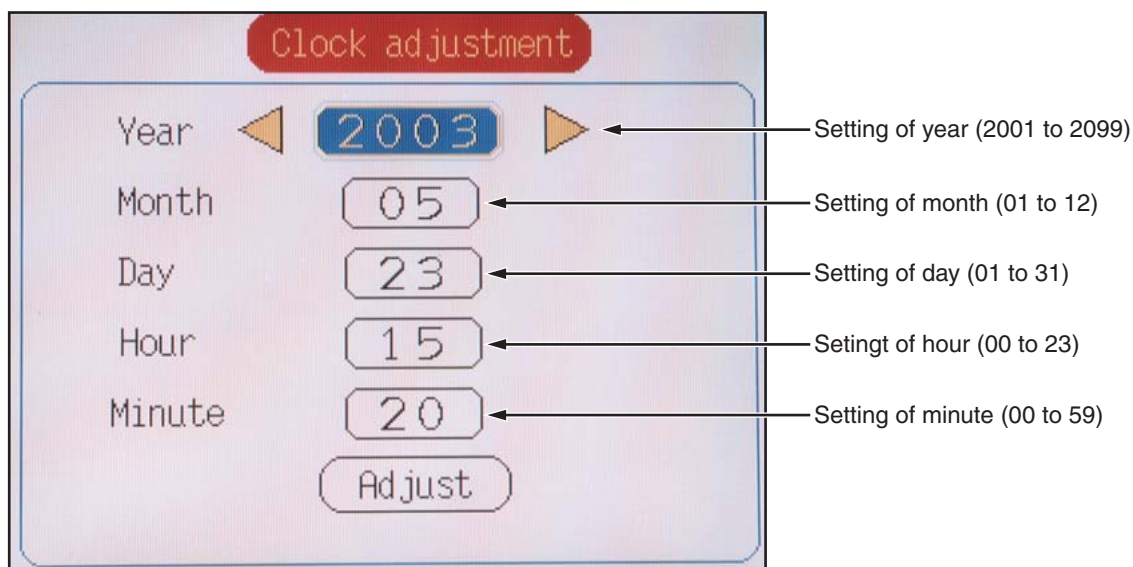 Clock adjustment
Year 2003 Setting of year (2001 to 2099)
Month 05 Setting of month (01 to 12)
Day 23 Setting of day (01 to 31)
Hour 15 Setingt of hour (00 to 23)
Minute 20 Setting of minute (00 to 59)
Adjust